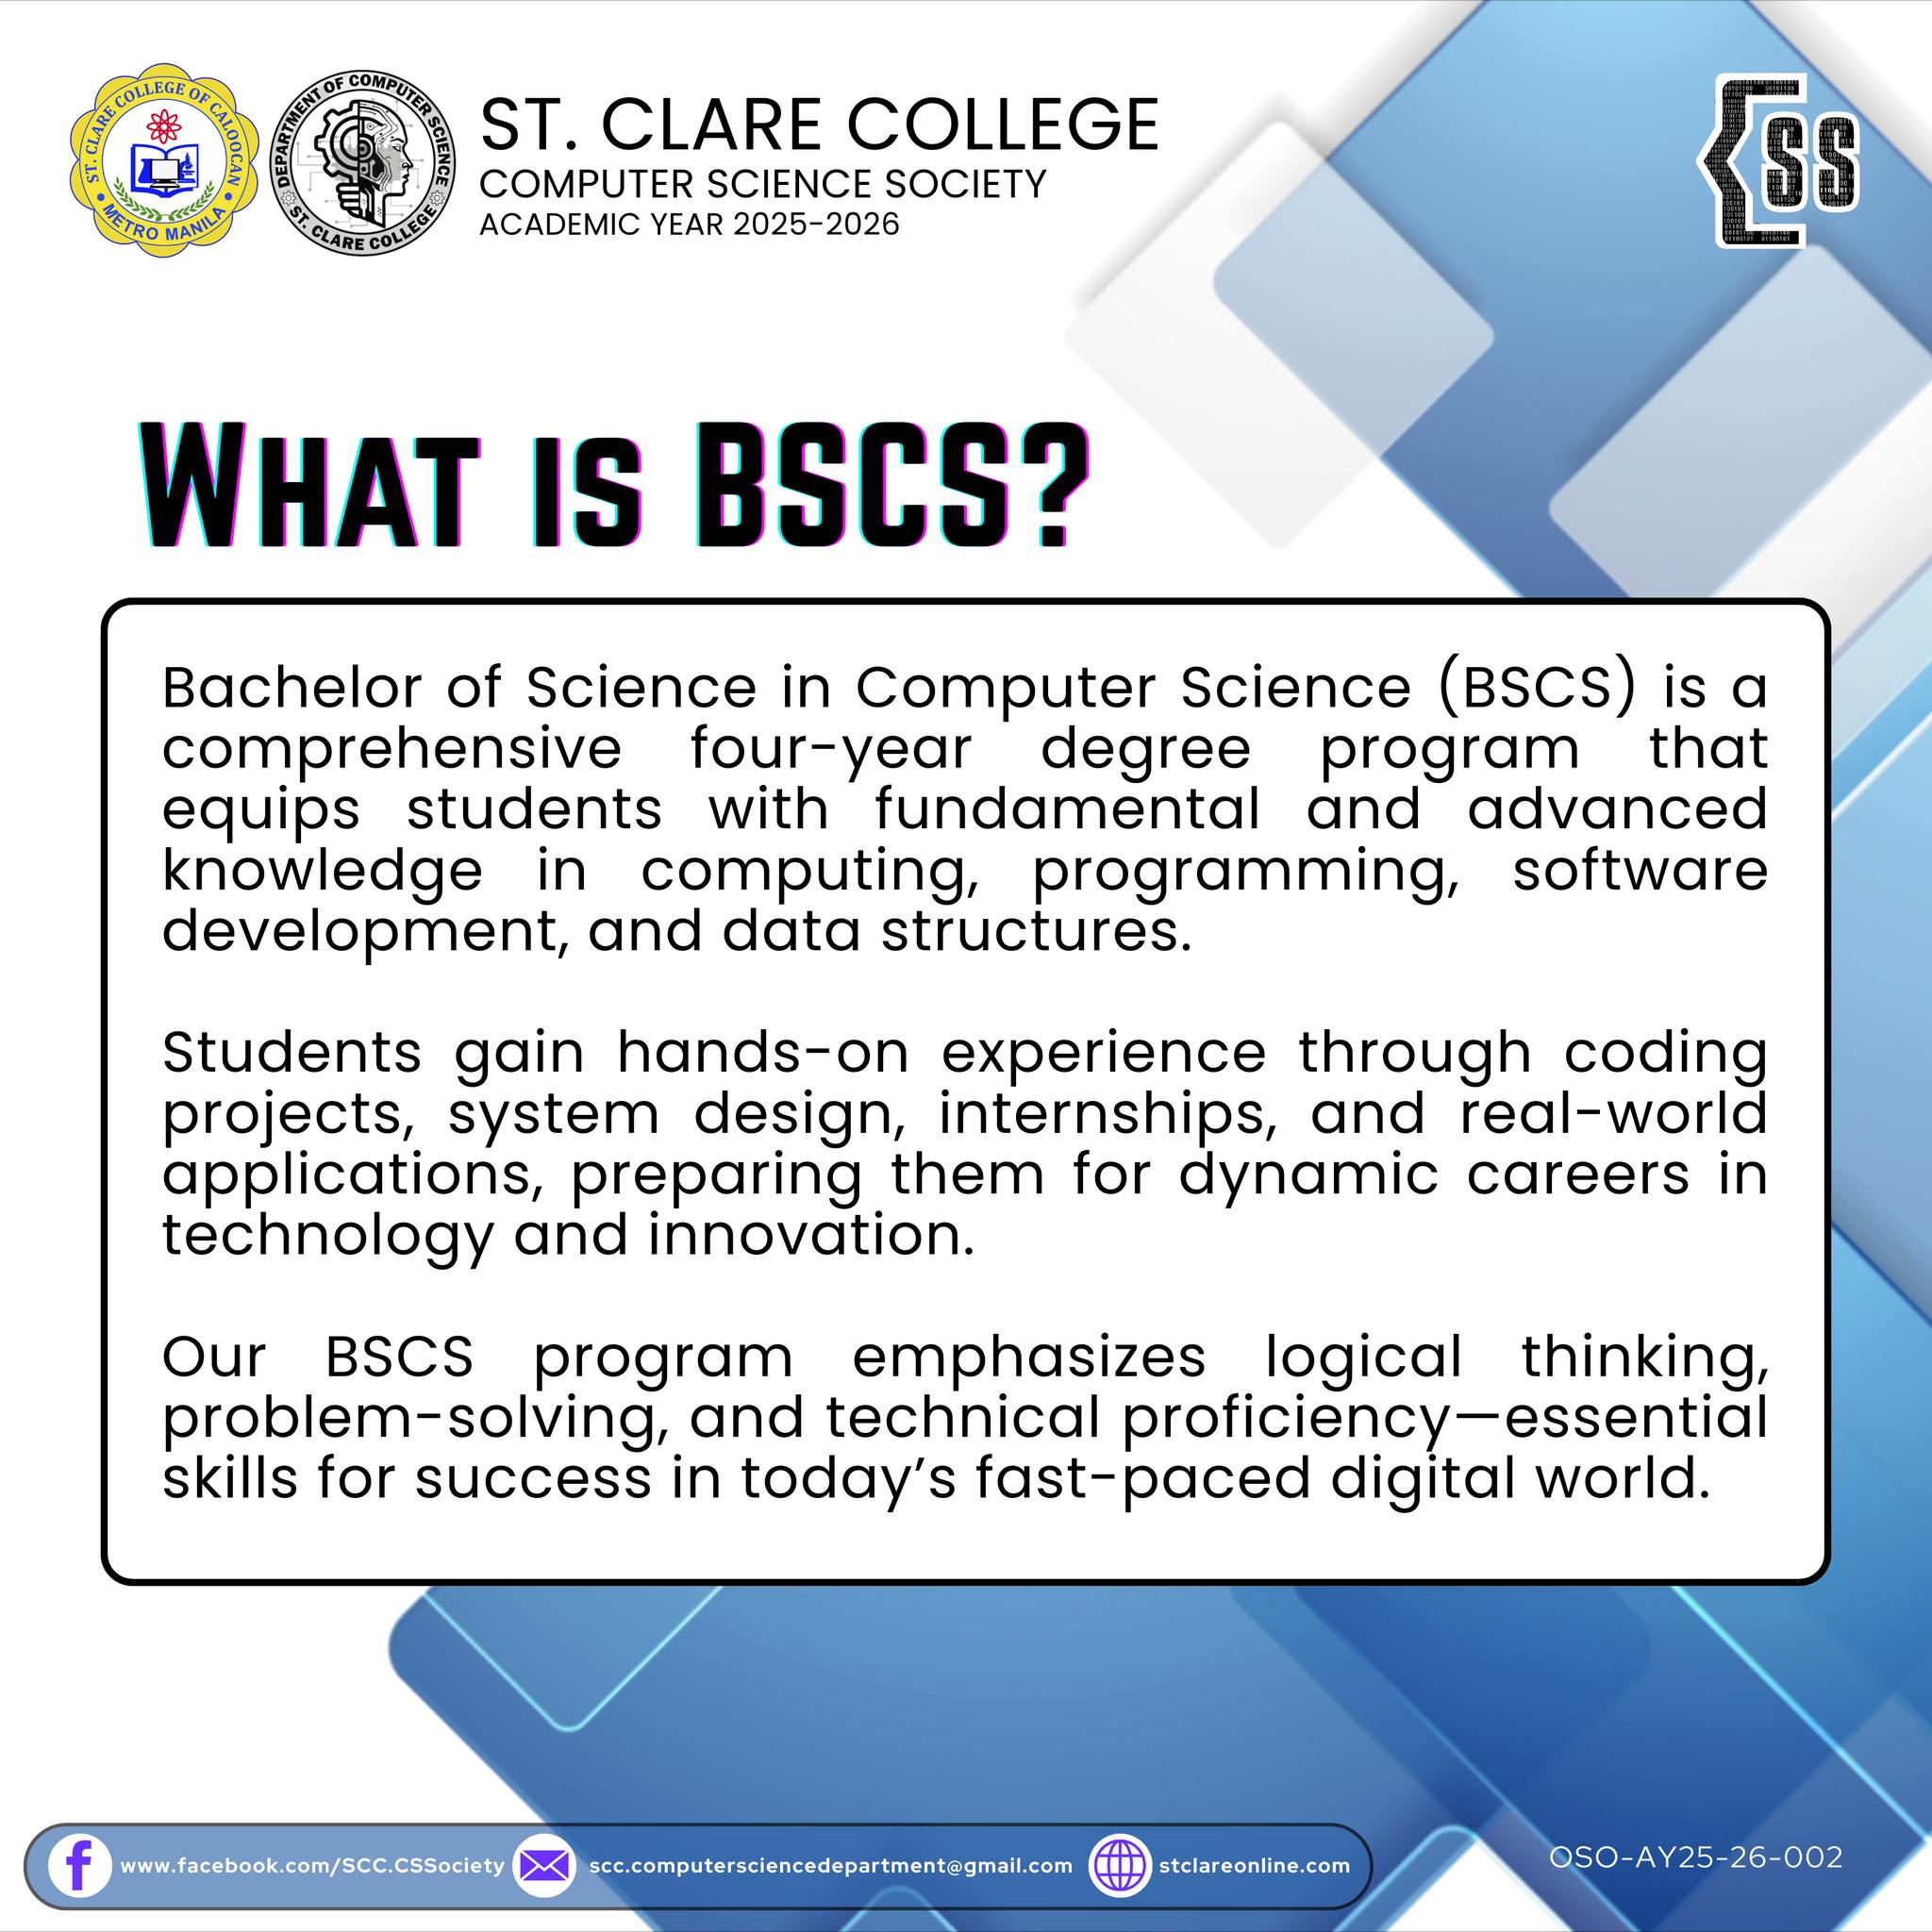 ST. CLARE COLLEGE OF CALOOCAN
• METRO MANILA •
DEPARTMENT OF COMPUTER SCIENCE
ST. CLARE COLLEGE
ST. CLARE COLLEGE
COMPUTER SCIENCE SOCIETY
ACADEMIC YEAR 2025-2026
CSS
WHAT IS BSCS?
Bachelor of Science in Computer Science (BSCS) is a
comprehensive four-year degree program that
equips students with fundamental and advanced
knowledge in computing, programming, software
development, and data structures.
Students gain hands-on experience through coding
projects, system design, internships, and real-world
applications, preparing them for dynamic careers in
technology and innovation.
Our BSCS program emphasizes logical thinking,
problem-solving, and technical proficiency—essential
skills for success in today’s fast-paced digital world.
www.facebook.com/SCC.CSSociety
scc.computersciencedepartment@gmail.com
stclareonline.com
OSO-AY25-26-002